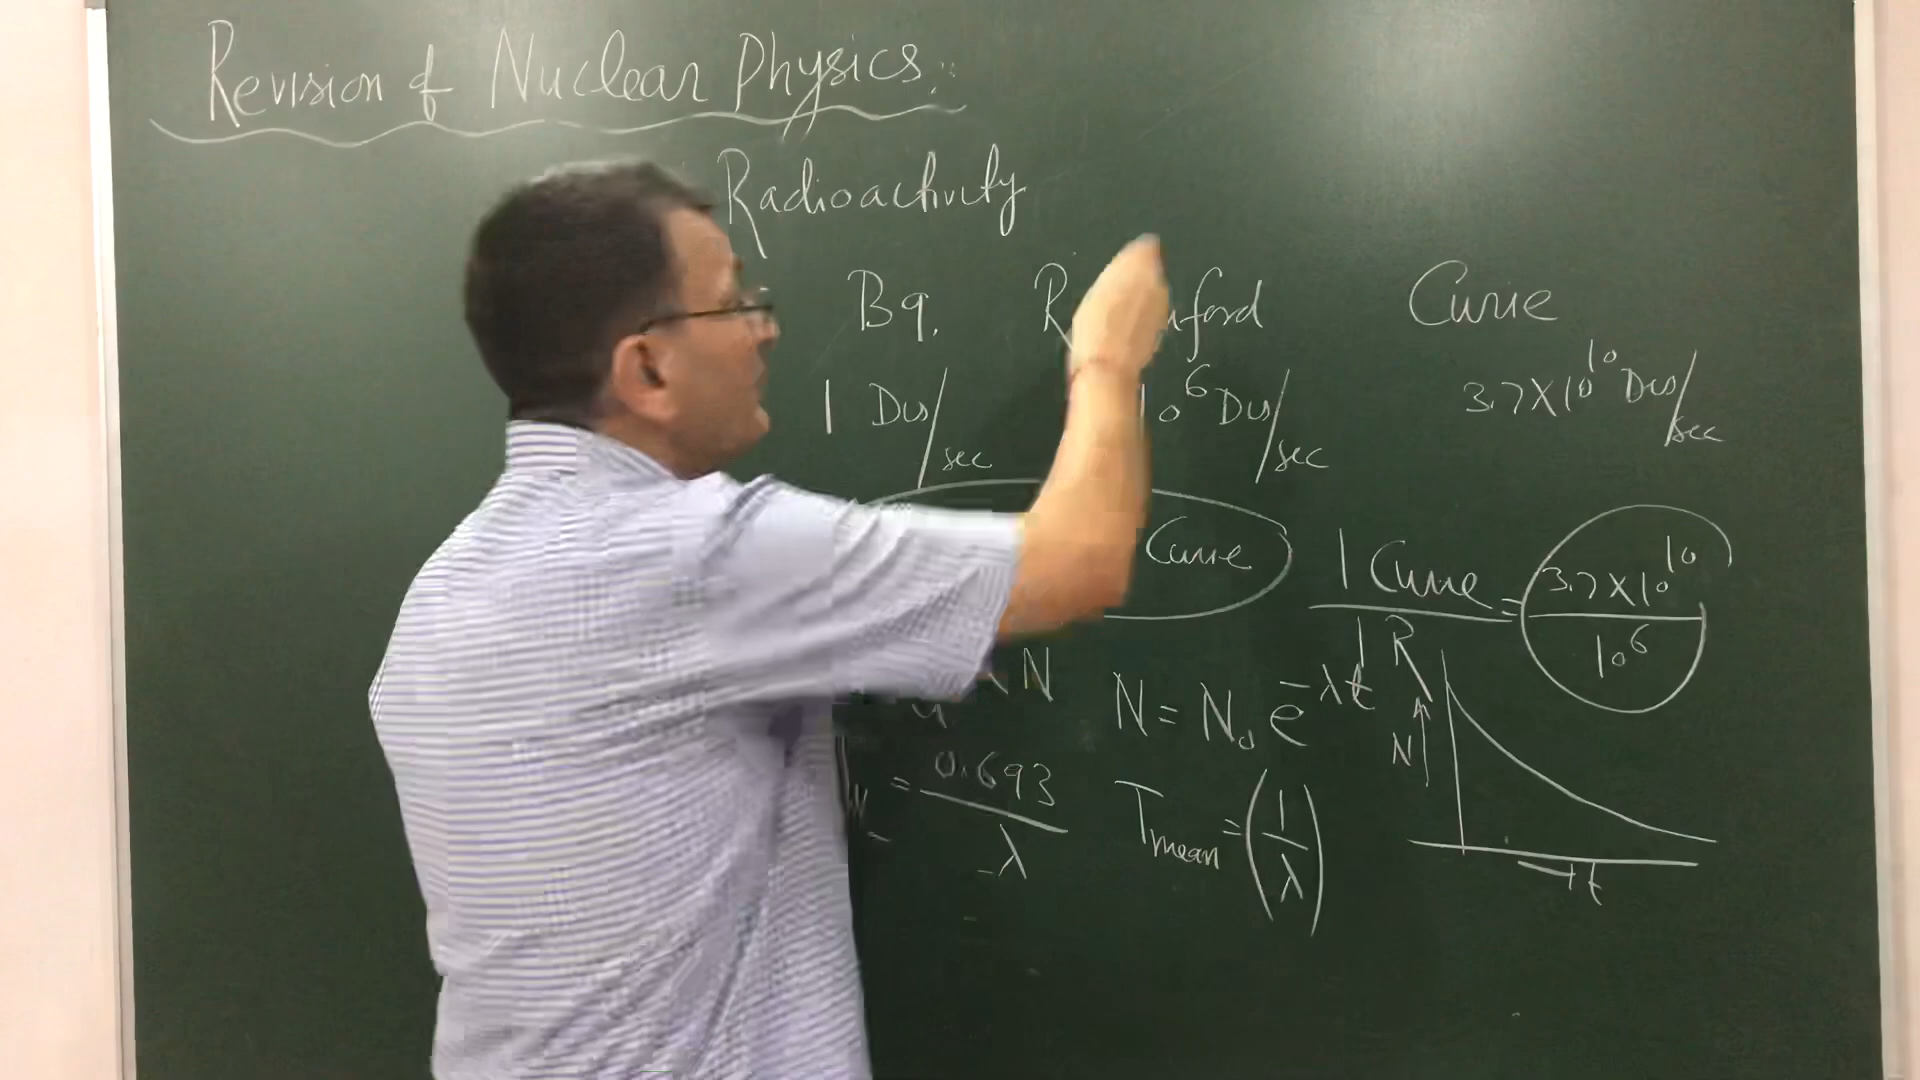 Revision of Nuclear Physics.
Radioactivity
Bq. Curie
1 Dis/sec 10⁶ Dis/sec 3.7×10¹⁰ Dis/sec
Curie
1 Curie / 1 R = 3.7×10¹⁰ / 10⁶
N N = N₀ e^-λt
N↑
= 0.693 / λ T mean = (1/λ)
→ t